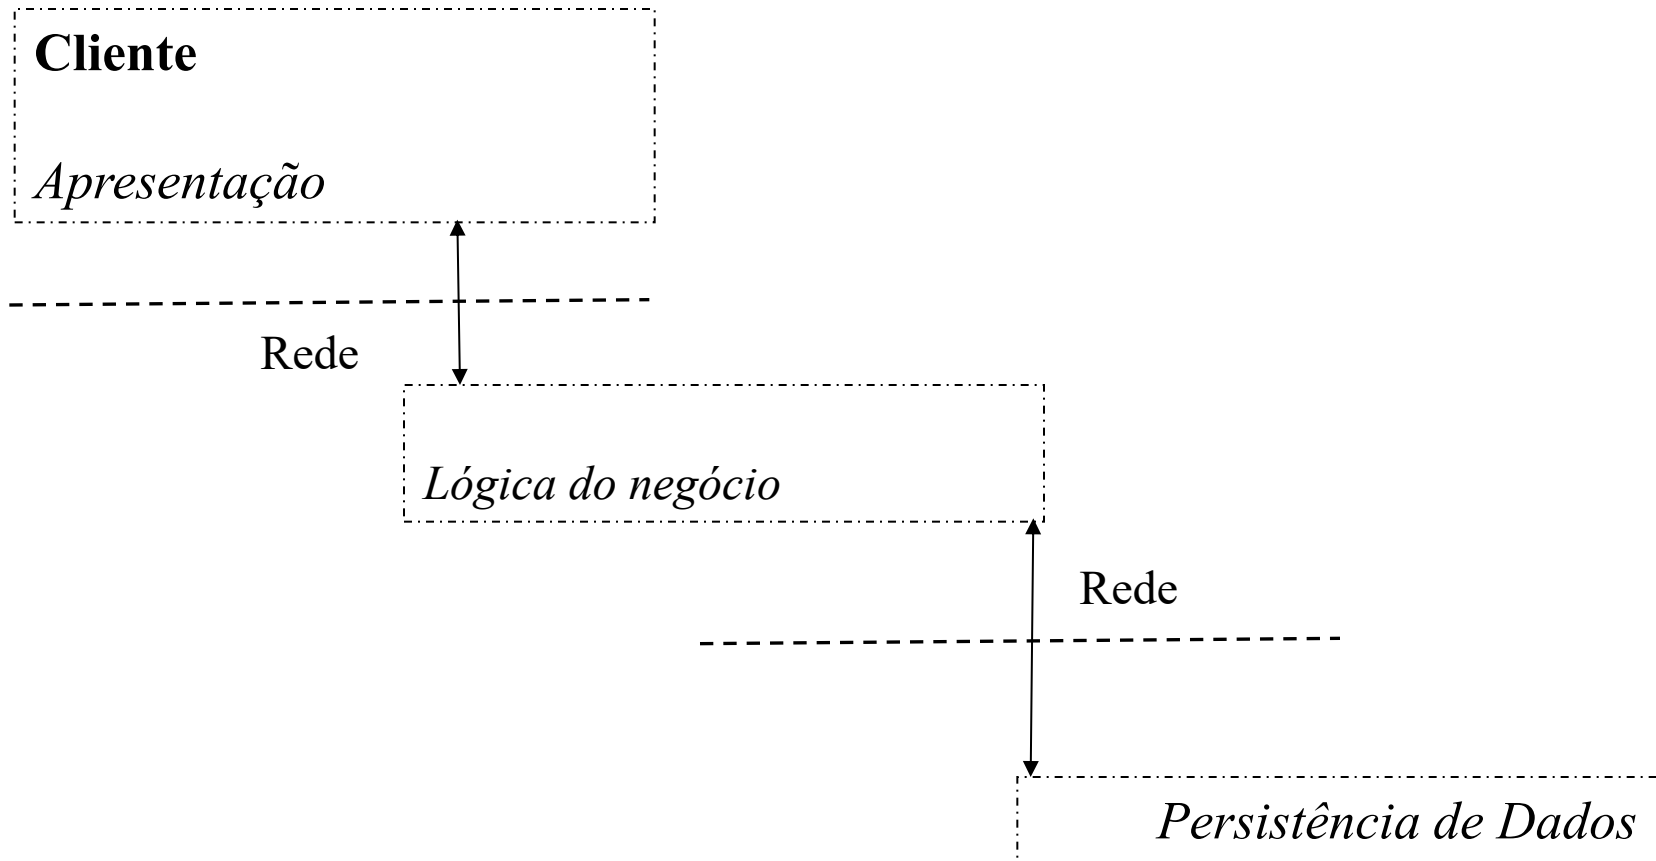 Cliente
Apresentação
Rede
Lógica do negócio
Rede
Persistência de Dados